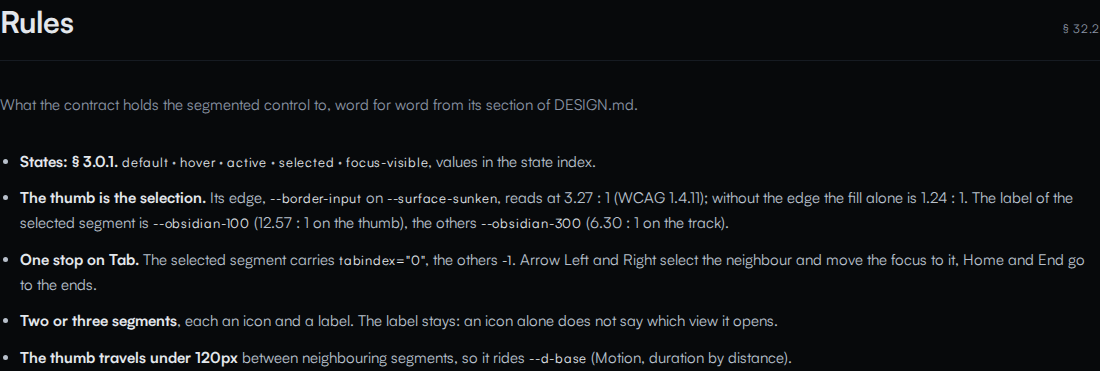 Rules
§ 32.2
What the contract holds the segmented control to, word for word from its section of DESIGN.md.
• States: § 3.0.1. default · hover · active · selected · focus-visible, values in the state index.
• The thumb is the selection. Its edge, --border-input on --surface-sunken, reads at 3.27 : 1 (WCAG 1.4.11); without the edge the fill alone is 1.24 : 1. The label of the
selected segment is --obsidian-100 (12.57 : 1 on the thumb), the others --obsidian-300 (6.30 : 1 on the track).
• One stop on Tab. The selected segment carries tabindex="0", the others -1. Arrow Left and Right select the neighbour and move the focus to it, Home and End go
to the ends.
• Two or three segments, each an icon and a label. The label stays: an icon alone does not say which view it opens.
• The thumb travels under 120px between neighbouring segments, so it rides --d-base (Motion, duration by distance).